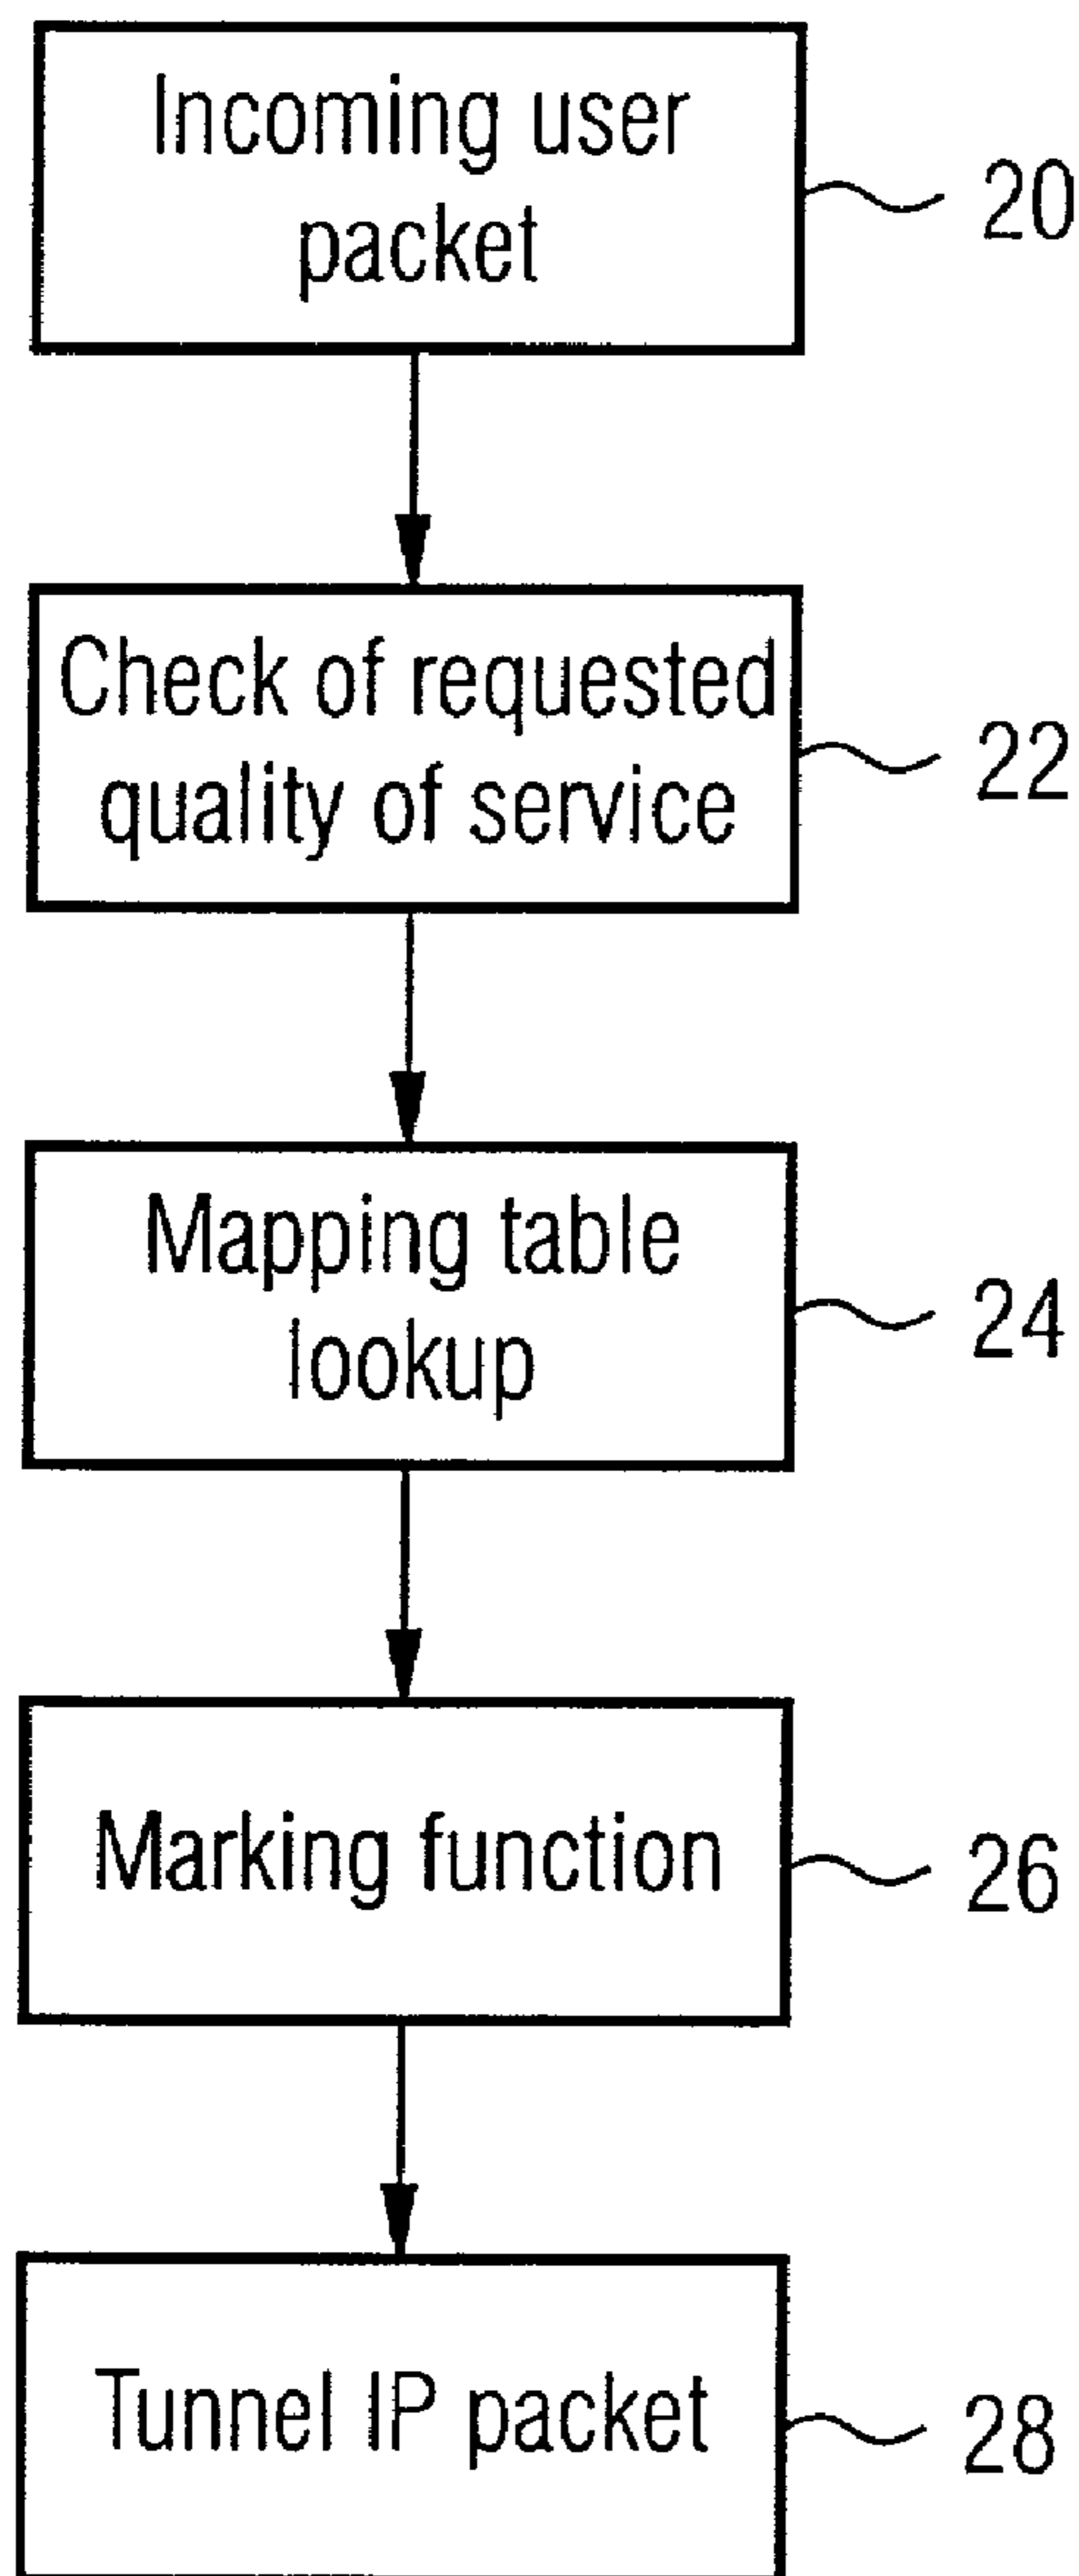 Incoming user
packet
20
Check of requested
quality of service
22
Mapping table
lookup
24
Marking function
26
Tunnel IP packet
28